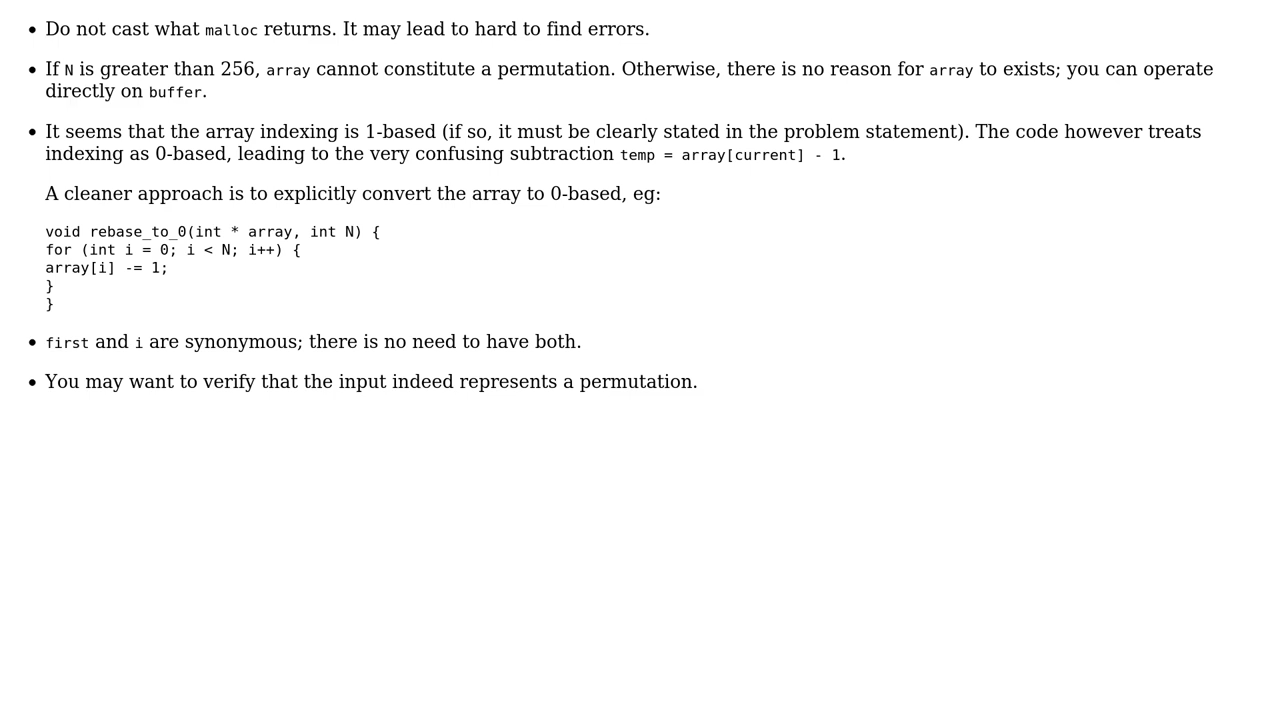 Do not cast what malloc returns. It may lead to hard to find errors.
If N is greater than 256, array cannot constitute a permutation. Otherwise, there is no reason for array to exists; you can operate
directly on buffer.
It seems that the array indexing is 1-based (if so, it must be clearly stated in the problem statement). The code however treats
indexing as 0-based, leading to the very confusing subtraction temp = array[current] - 1.
A cleaner approach is to explicitly convert the array to 0-based, eg:
void rebase_to_0(int * array, int N) {
for (int i = 0; i < N; i++) {
array[i] -= 1;
}
}
first and i are synonymous; there is no need to have both.
You may want to verify that the input indeed represents a permutation.